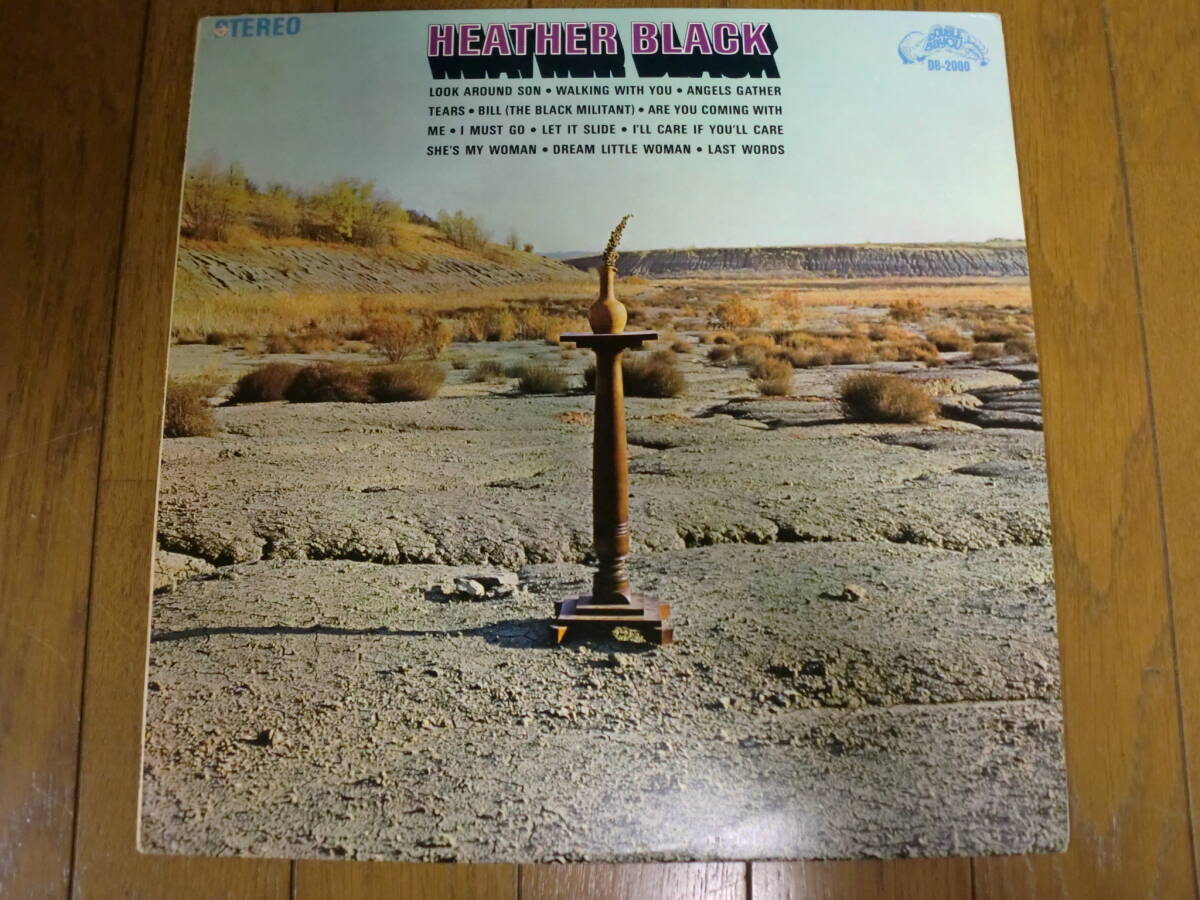 STEREO
HEATHER BLACK
DOUBLE
BAYOU
DB-2000
LOOK AROUND SON • WALKING WITH YOU • ANGELS GATHER
TEARS • BILL (THE BLACK MILITANT) • ARE YOU COMING WITH
ME • I MUST GO • LET IT SLIDE • I'LL CARE IF YOU'LL CARE
SHE'S MY WOMAN • DREAM LITTLE WOMAN • LAST WORDS